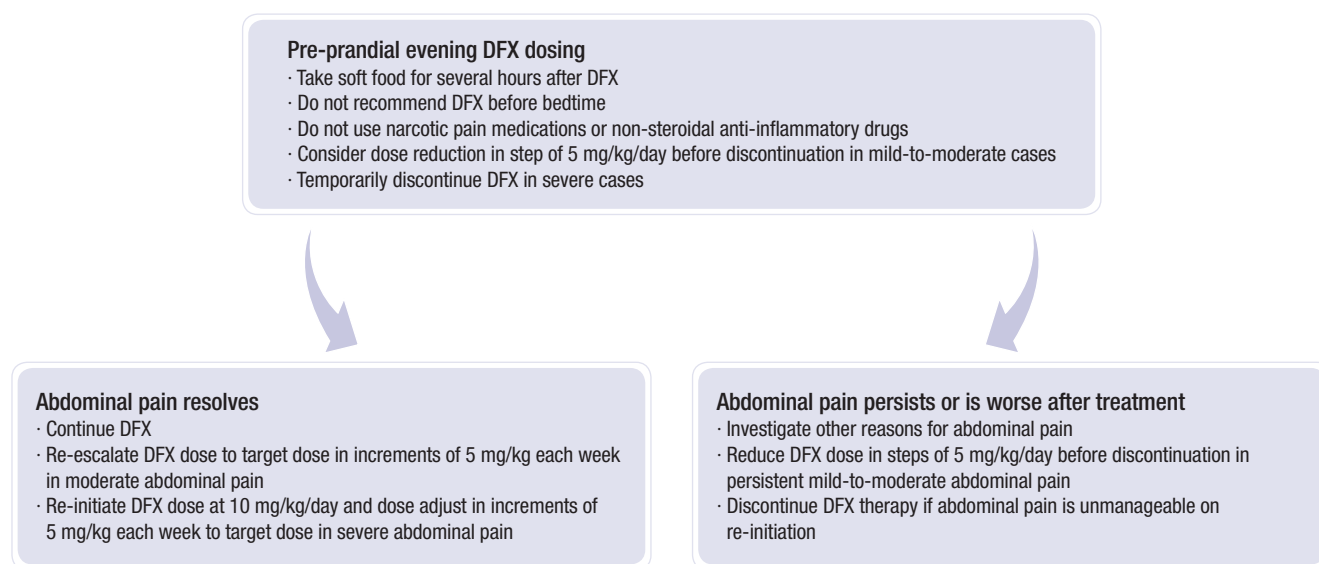 Pre-prandial evening DFX dosing
· Take soft food for several hours after DFX
· Do not recommend DFX before bedtime
· Do not use narcotic pain medications or non-steroidal anti-inflammatory drugs
· Consider dose reduction in step of 5 mg/kg/day before discontinuation in mild-to-moderate cases
· Temporarily discontinue DFX in severe cases
Abdominal pain resolves
· Continue DFX
· Re-escalate DFX dose to target dose in increments of 5 mg/kg each week
in moderate abdominal pain
· Re-initiate DFX dose at 10 mg/kg/day and dose adjust in increments of
5 mg/kg each week to target dose in severe abdominal pain
Abdominal pain persists or is worse after treatment
· Investigate other reasons for abdominal pain
· Reduce DFX dose in steps of 5 mg/kg/day before discontinuation in
persistent mild-to-moderate abdominal pain
· Discontinue DFX therapy if abdominal pain is unmanageable on
re-initiation